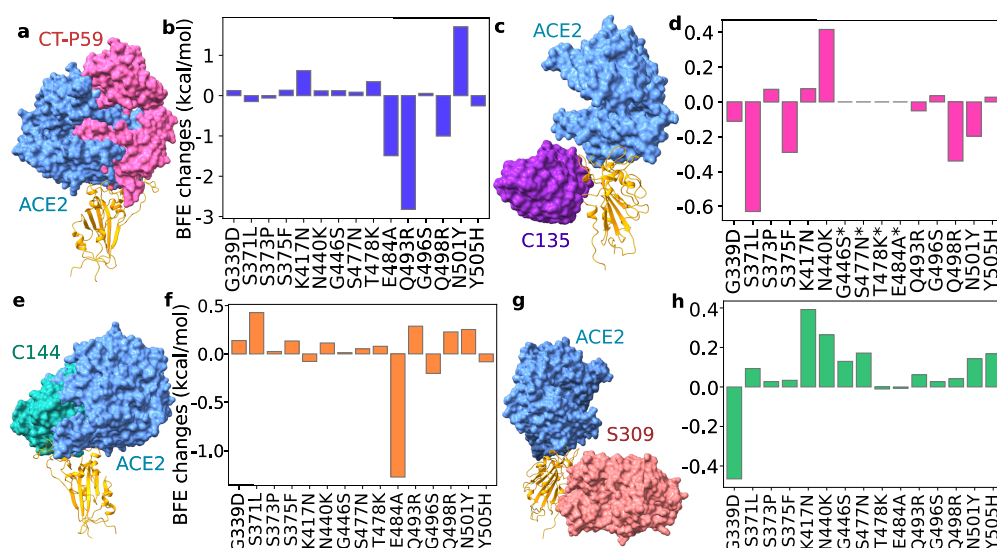 a
CT-P59
ACE2
b
BFE changes (kcal/mol)
1
0
-1
-2
-3
G339D
S371L
S373P
S375F
K417N
N440K
G446S
S477N
T478K
E484A
Q493R
G496S
Q498R
N501Y
Y505H
c
ACE2
C135
d
0.4
0.2
0.0
-0.2
-0.4
-0.6
G339D
S371L
S373P
S375F
K417N
N440K
G446S*
S477N*
T478K*
E484A*
Q493R
G496S
Q498R
N501Y
Y505H
e
C144
ACE2
f
BFE changes (kcal/mol)
0.5
0.0
-0.5
-1.0
G339D
S371L
S373P
S375F
K417N
N440K
G446S
S477N
T478K
E484A
Q493R
G496S
Q498R
N501Y
Y505H
g
ACE2
S309
h
0.4
0.2
0.0
-0.2
-0.4
G339D
S371L
S373P
S375F
K417N
N440K
G446S
S477N
T478K
E484A
Q493R
G496S
Q498R
N501Y
Y505H